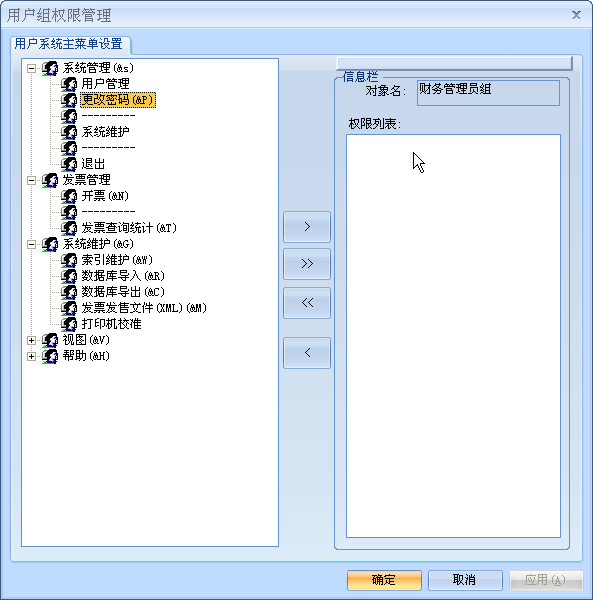 用户组权限管理
用户系统主菜单设置
系统管理(&s)
用户管理
更改密码(&P)
---------
系统维护
---------
退出
发票管理
开票(&N)
---------
发票查询统计(&T)
系统维护(&G)
索引维护(&W)
数据库导入(&R)
数据库导出(&C)
发票发售文件(XML)(&M)
打印机校准
视图(&V)
帮助(&H)
>
>>
<<
<
信息栏
对象名: 财务管理员组
权限列表:
确定 取消 应用(A)